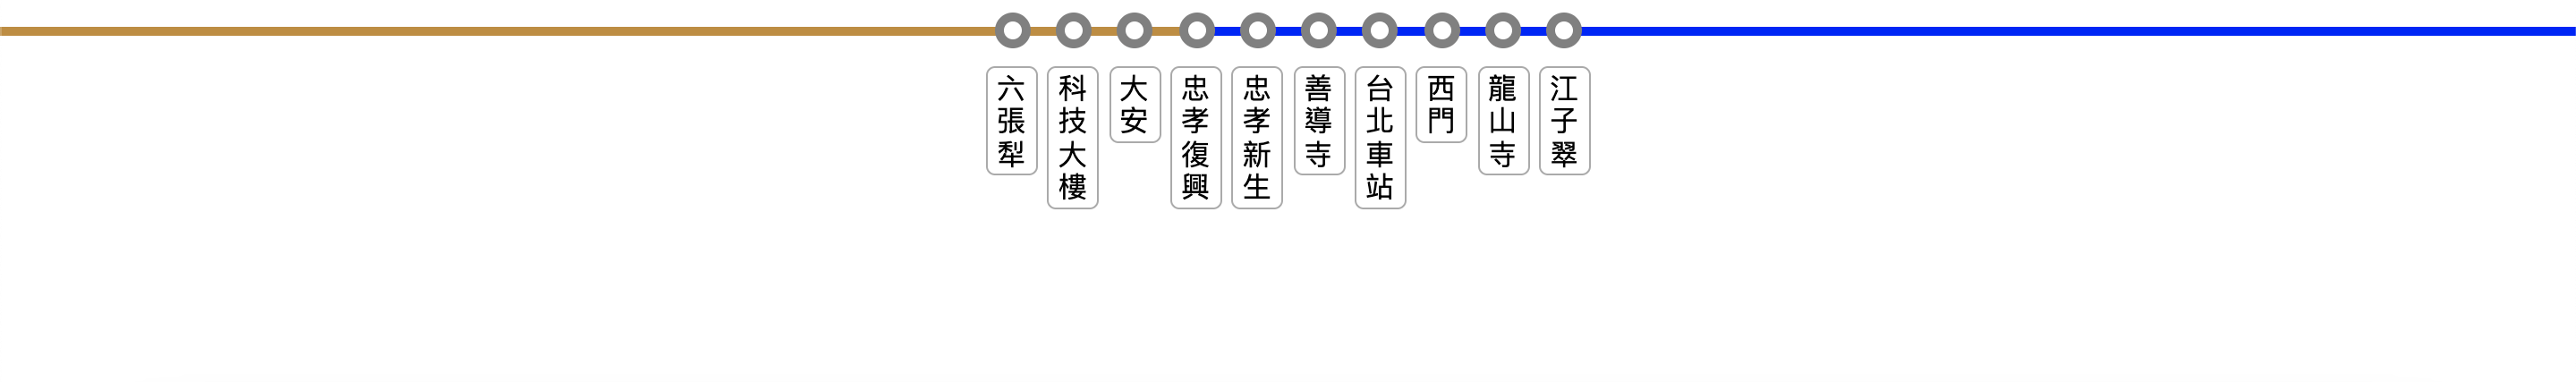 六張犁
科技大樓
大安
忠孝復興
忠孝新生
善導寺
台北車站
西門
龍山寺
江子翠